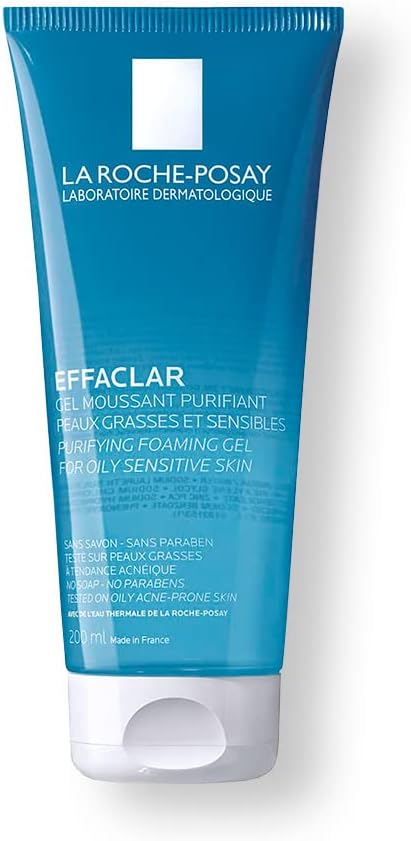 LA ROCHE-POSAY
LABORATOIRE DERMATOLOGIQUE
EFFACLAR
GEL MOUSSANT PURIFIANT
PEAUX GRASSES ET SENSIBLES
PURIFYING FOAMING GEL
FOR OILY SENSITIVE SKIN
SANS SAVON - SANS PARABEN
TESTÉ SUR PEAUX GRASSES
À TENDANCE ACNÉIQUE
NO SOAP - NO PARABENS
TESTED ON OILY ACNE-PRONE SKIN
AVEC DE L'EAU THERMALE DE LA ROCHE-POSAY
200 ml Made in France